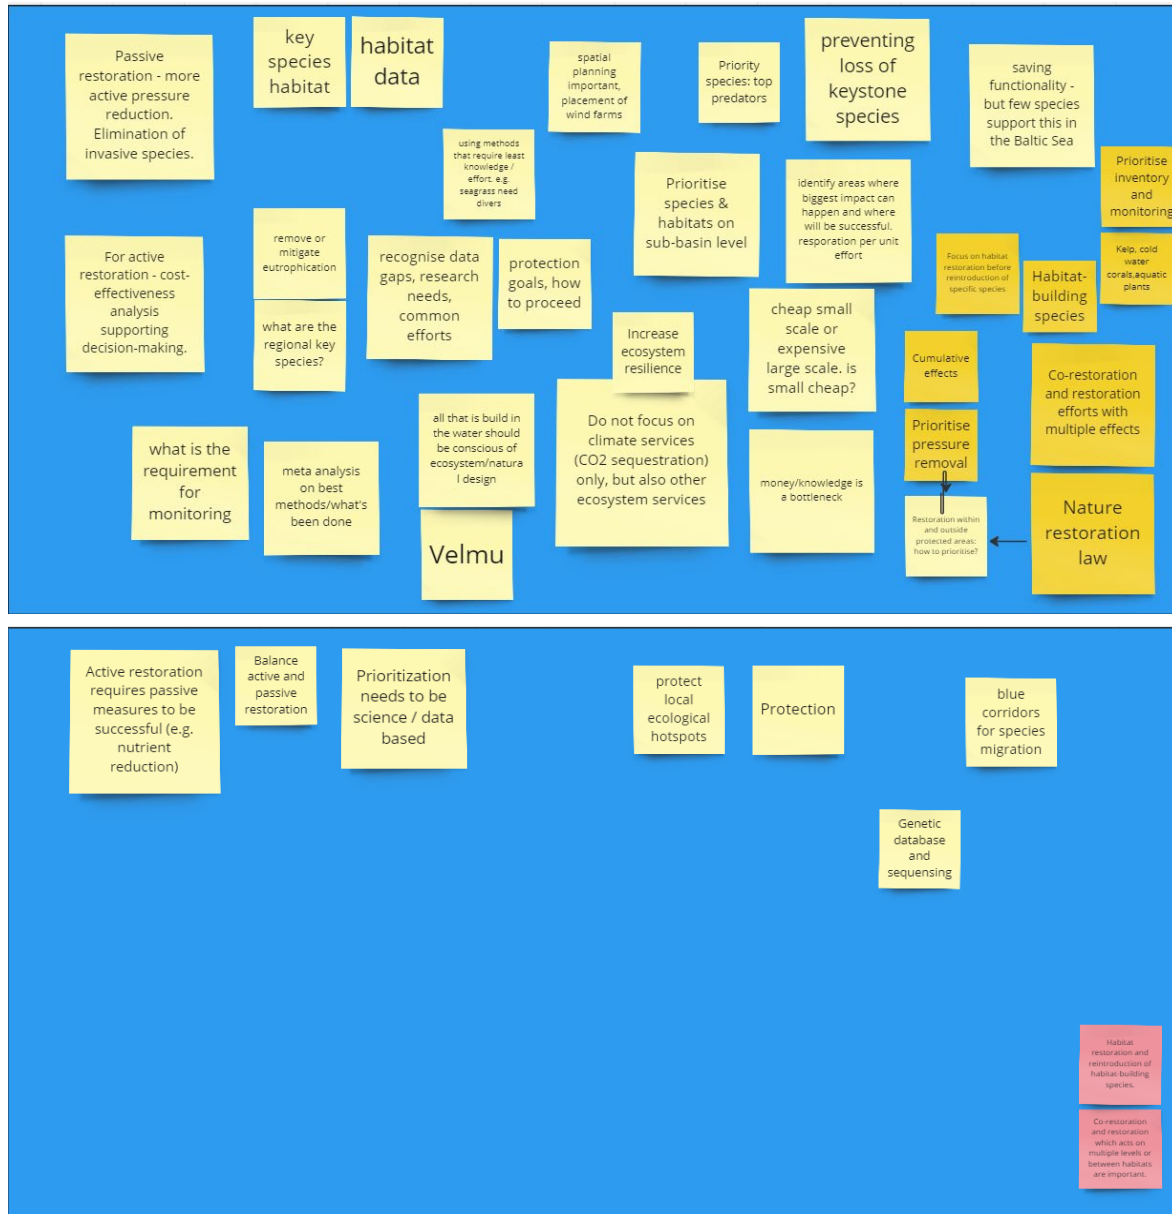 Passive
restoration - more
active pressure
reduction.
Elimination of
invasive species.
key
species
habitat
habitat
data
spatial
planning
important,
placement of
wind farms
Priority
species: top
predators
preventing
loss of
keystone
species
saving
functionality -
but few species
support this in
the Baltic Sea
using methods
that require least
knowledge /
effort. e.g.
seagrass need
divers
Prioritise
species &
habitats on
sub-basin level
identify areas where
biggest impact can
happen and where
will be successful.
resporation per unit
effort
Prioritise
inventory
and
monitoring
For active
restoration - cost-
effectiveness
analysis
supporting
decision-making.
remove or
mitigate
eutrophication
what are the
regional key
species?
recognise data
gaps, research
needs,
common
efforts
protection
goals, how
to proceed
Increase
ecosystem
resilience
cheap small
scale or
expensive
large scale. is
small cheap?
Focus on habitat
restoration before
reintroduction of
specific species
Habitat-
building
species
Kelp, cold
water
corals,aquatic
plants
Cumulative
effects
Co-restoration
and restoration
efforts with
multiple effects
what is the
requirement
for
monitoring
meta analysis
on best
methods/what's
been done
all that is build in
the water should
be conscious of
ecosystem/natura
l design
Velmu
Do not focus on
climate services
(CO2 sequestration)
only, but also other
ecosystem services
money/knowledge is
a bottleneck
Prioritise
pressure
removal
Restoration within
and outside
protected areas:
how to prioritise?
Nature
restoration
law
Active restoration
requires passive
measures to be
successful (e.g.
nutrient
reduction)
Balance
active and
passive
restoration
Prioritization
needs to be
science / data
based
protect
local
ecological
hotspots
Protection
blue
corridors
for species
migration
Genetic
database
and
sequencing
Habitat
restoration and
reintroduction of
habitat-building
species.
Co-restoration
and restoration
which acts on
multiple levels or
between habitats
are important.